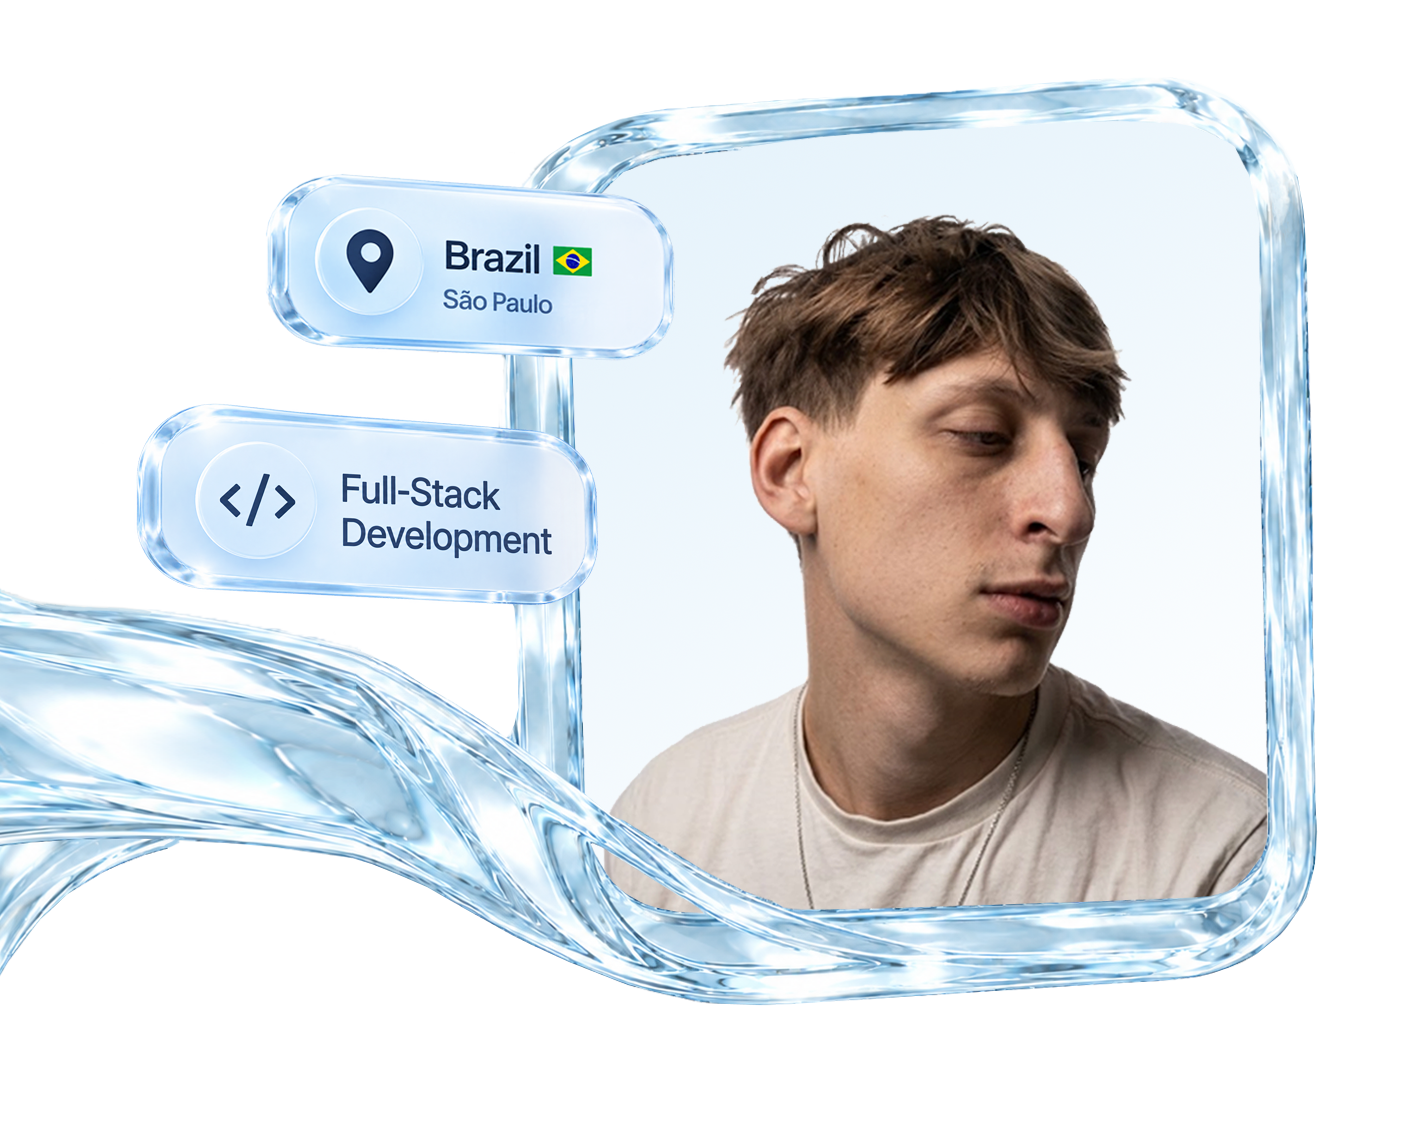 Brazil 🇧🇷
São Paulo
</>
Full-Stack
Development